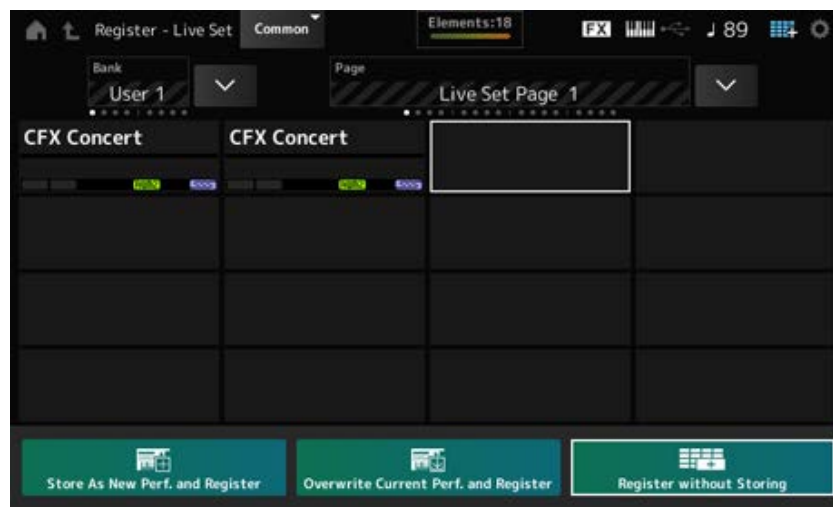 Register - Live Set
Common
Elements:18
FX
♩ 89
Bank
User 1
Page
Live Set Page 1
CFX Concert
CFX Concert
Store As New Perf. and Register
Overwrite Current Perf. and Register
Register without Storing